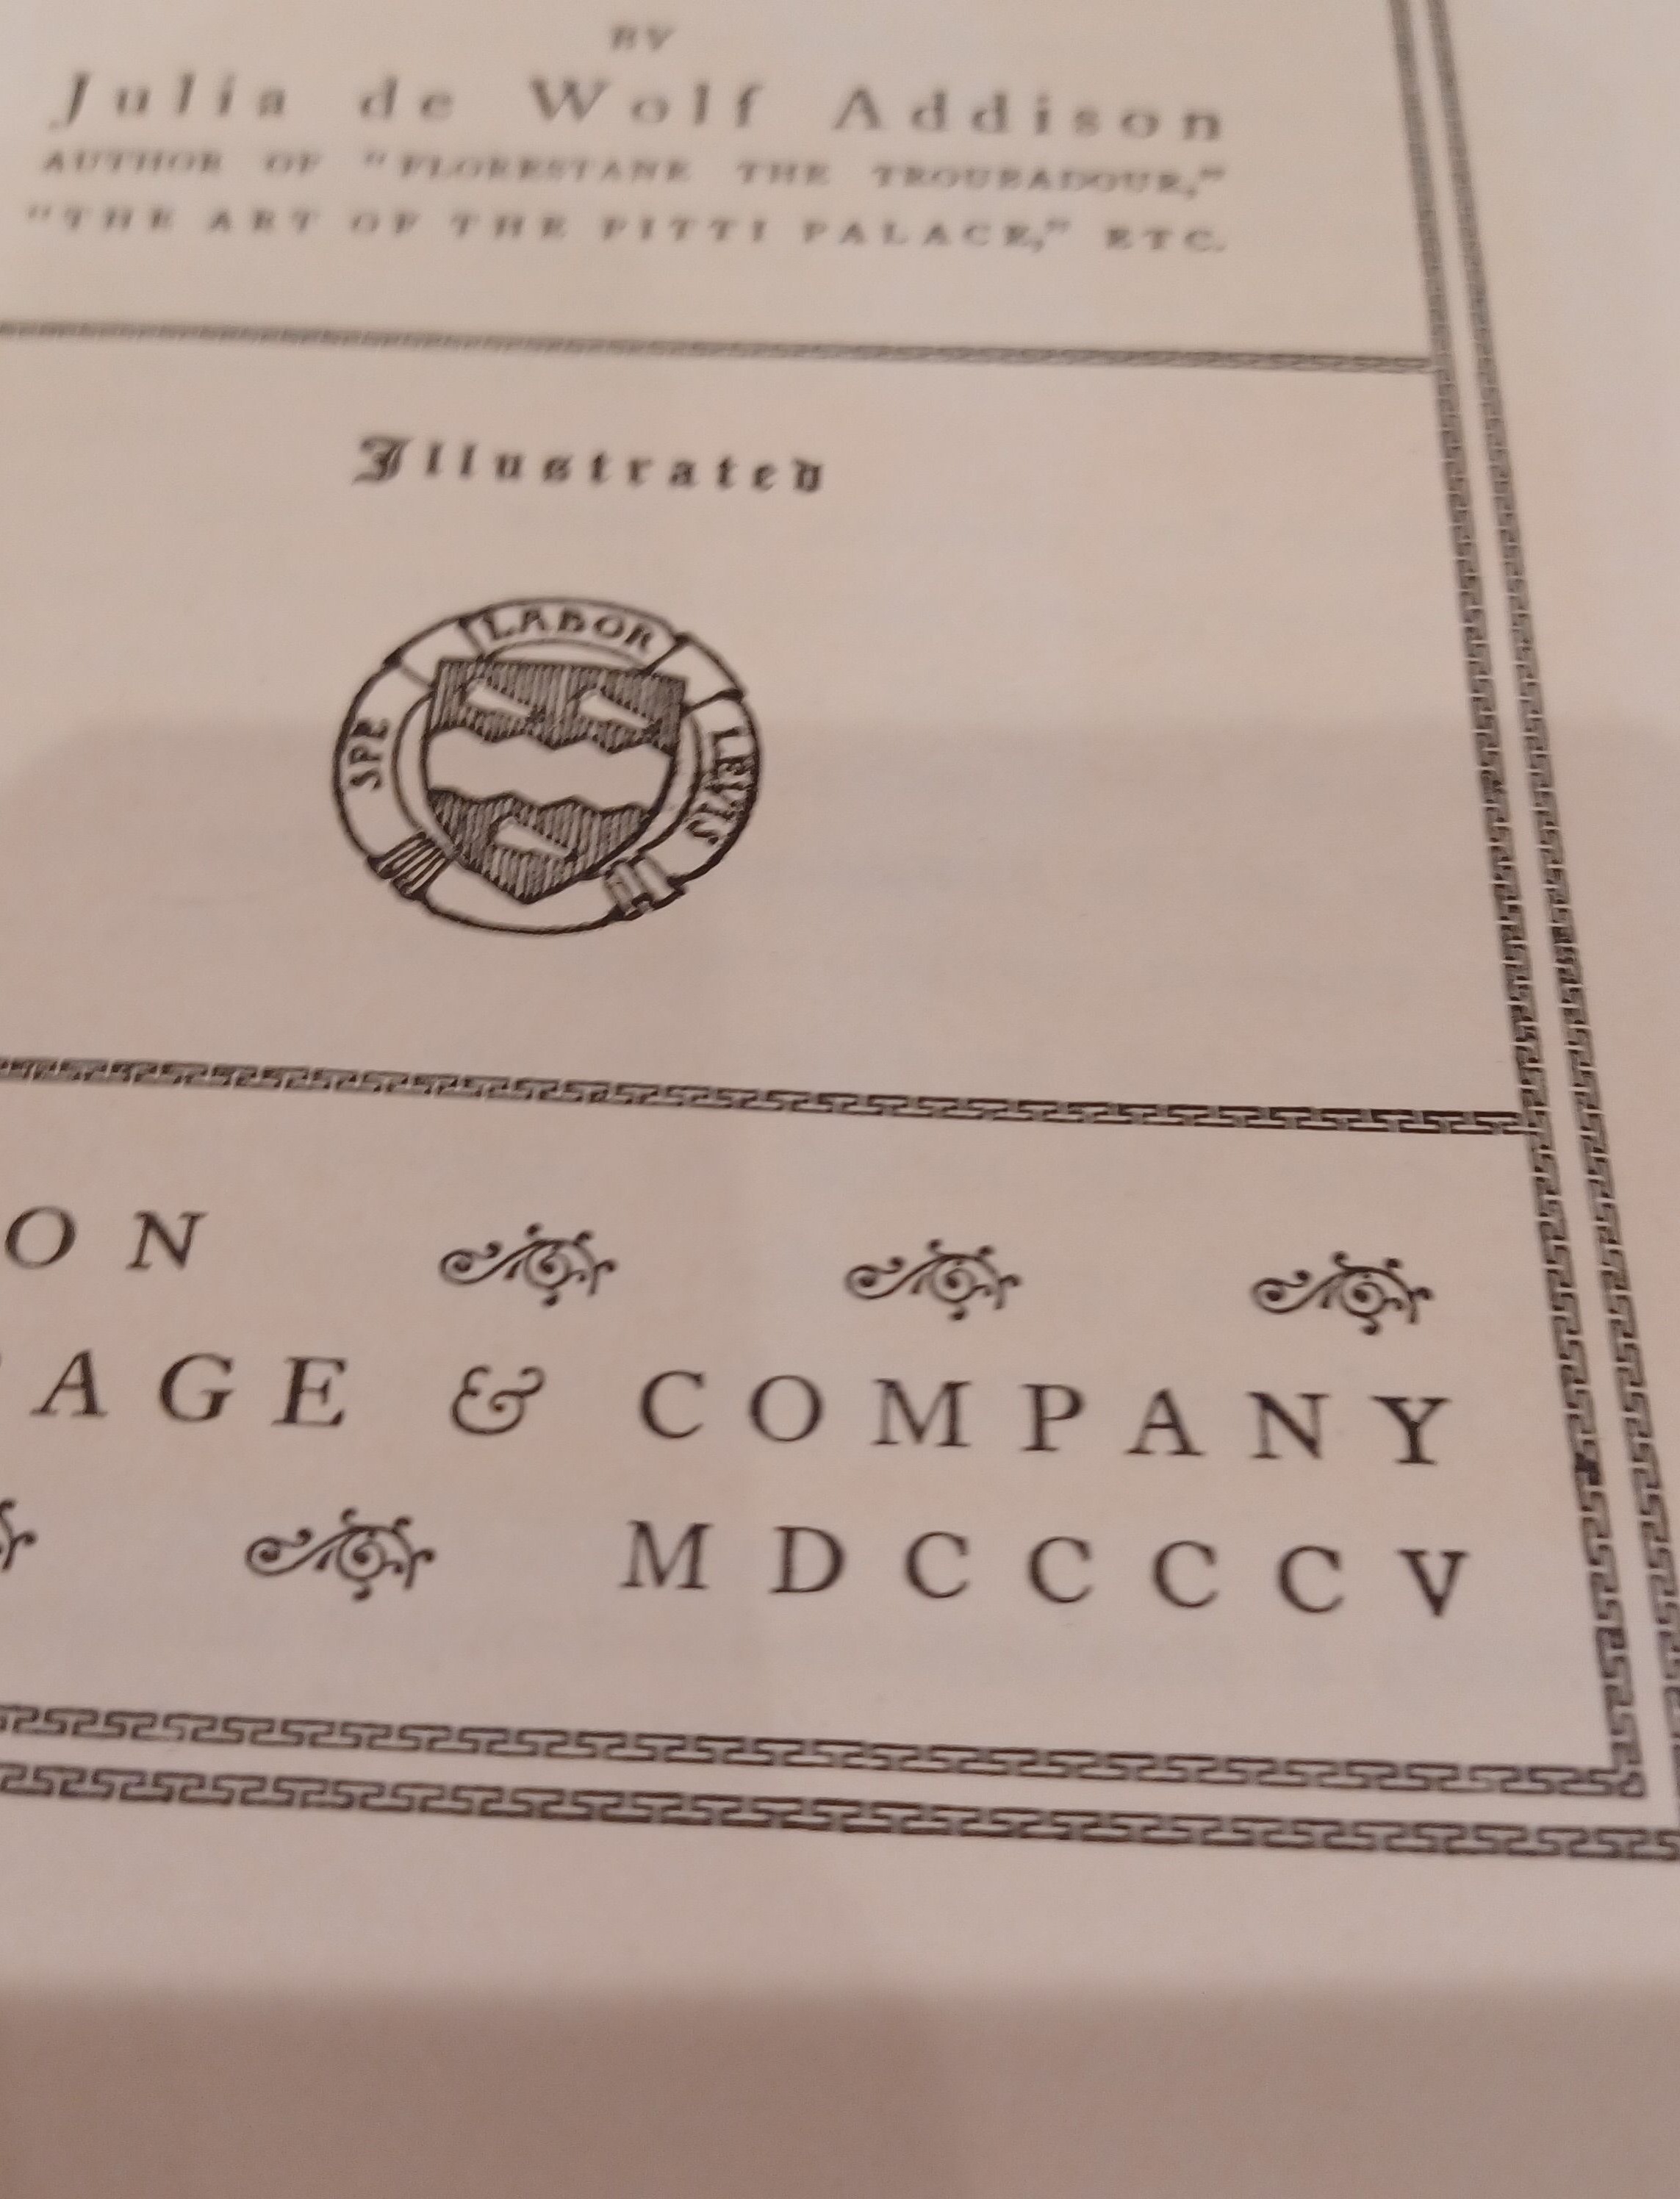 BY
Julia de Wolf Addison
AUTHOR OF "FLORESTANE THE TROUBADOUR,"
"THE ART OF THE PITTI PALACE," ETC.
Illustrated
SPE LABOR LEVIS
ON
AGE & COMPANY
MDCCCCV